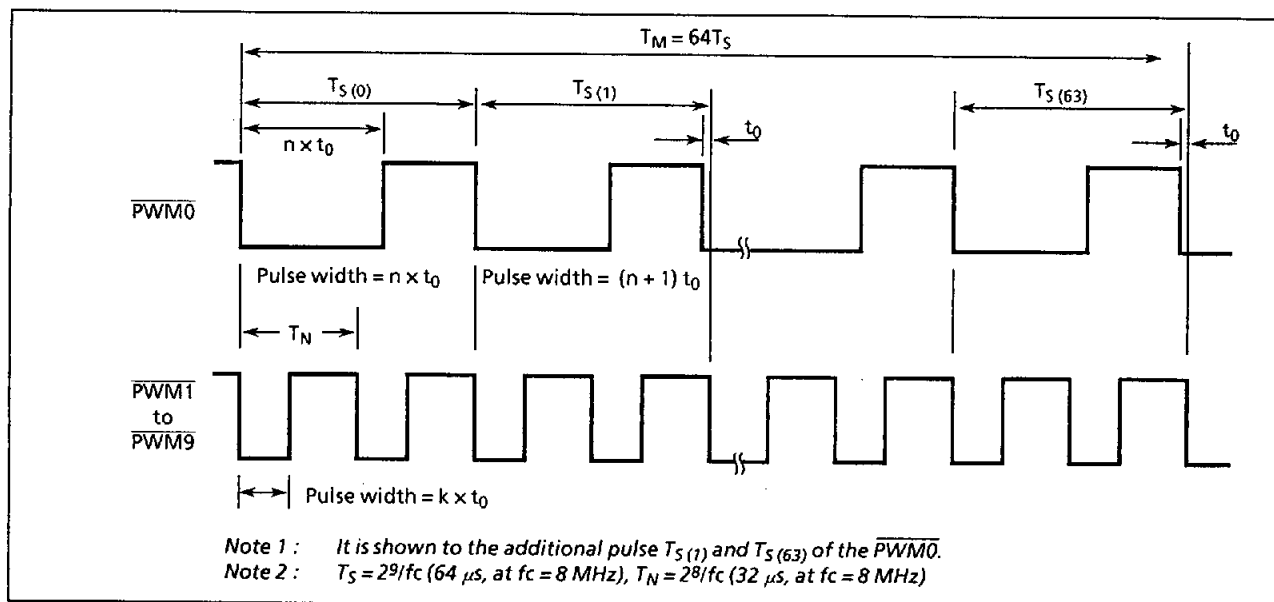 T_M = 64T_S
T_S (0)
T_S (1)
T_S (63)
n × t_0
t_0
t_0
PWM0
Pulse width = n × t_0
Pulse width = (n + 1) t_0
T_N
PWM1
to
PWM9
Pulse width = k × t_0
Note 1 : It is shown to the additional pulse T_S (1) and T_S (63) of the PWM0.
Note 2 : T_S = 2^9/fc (64 μs, at fc = 8 MHz), T_N = 2^8/fc (32 μs, at fc = 8 MHz)